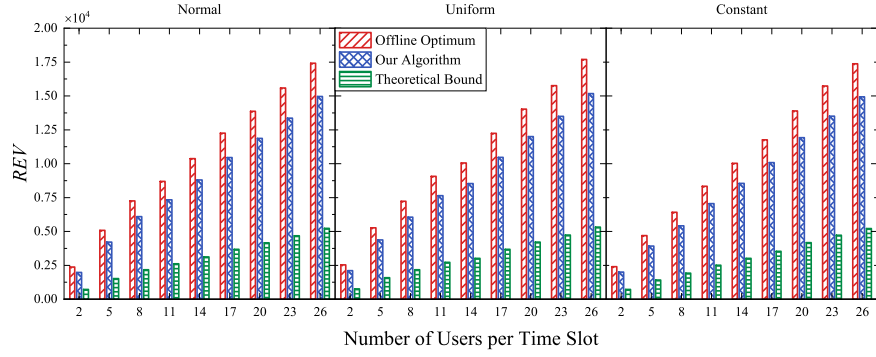 Normal
Uniform
Constant
×10⁴
2.00
1.75
1.50
1.25
1.00
0.75
0.50
0.25
0.00
REV
Offline Optimum
Our Algorithm
Theoretical Bound
2 5 8 11 14 17 20 23 26
2 5 8 11 14 17 20 23 26
2 5 8 11 14 17 20 23 26
Number of Users per Time Slot